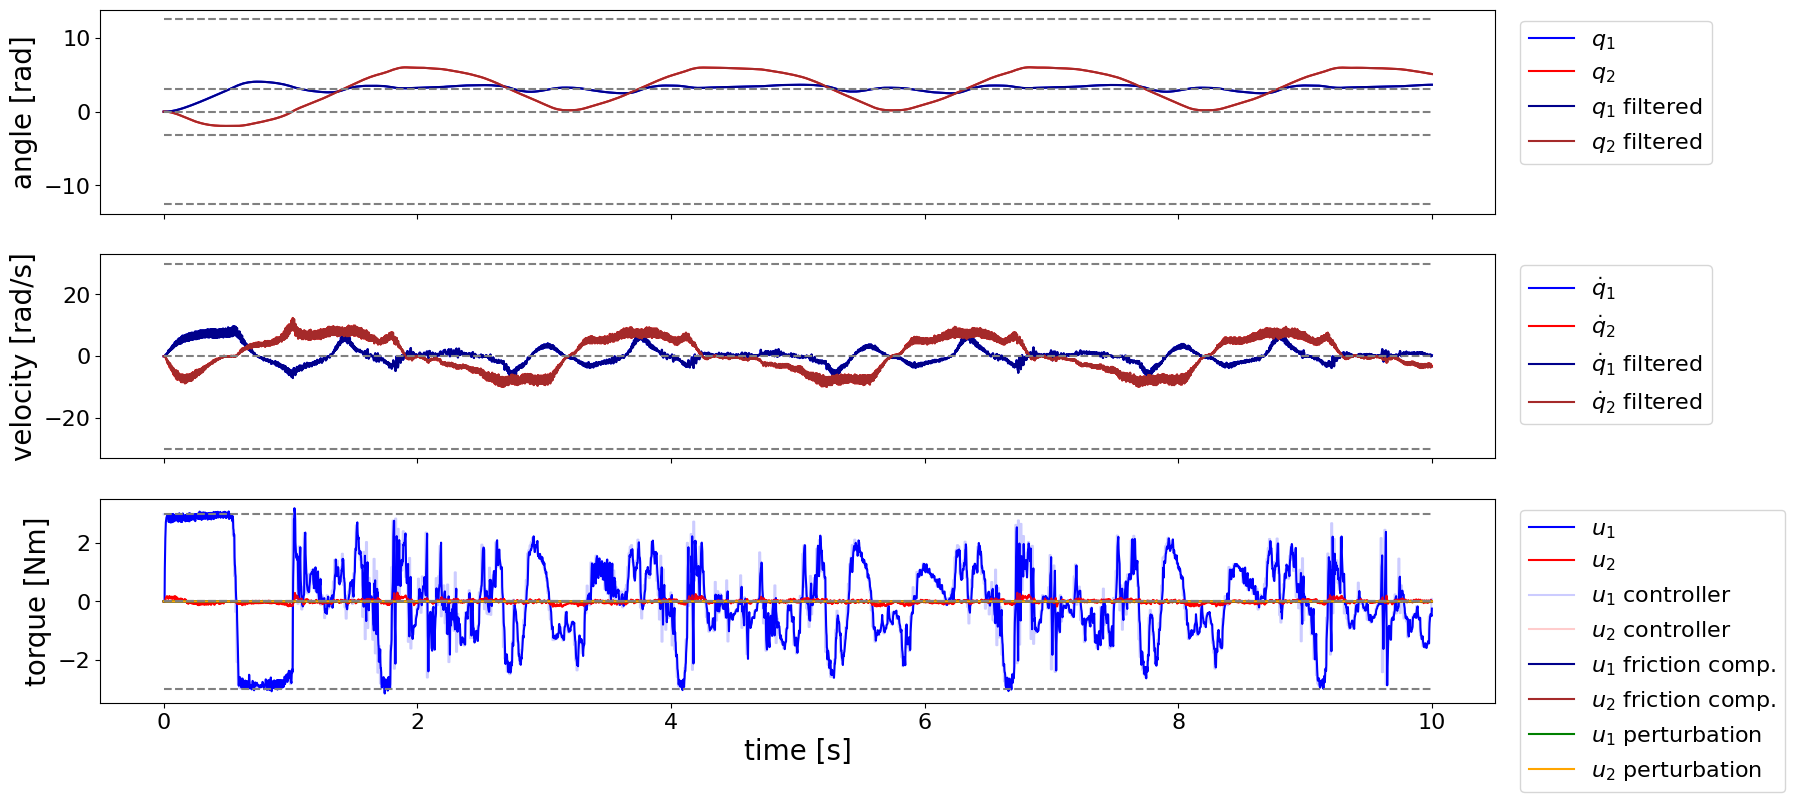 angle [rad]
10
0
−10
q₁
q₂
q₁ filtered
q₂ filtered
velocity [rad/s]
20
0
−20
q̇₁
q̇₂
q̇₁ filtered
q̇₂ filtered
torque [Nm]
2
0
−2
0 2 4 6 8 10
time [s]
u₁
u₂
u₁ controller
u₂ controller
u₁ friction comp.
u₂ friction comp.
u₁ perturbation
u₂ perturbation